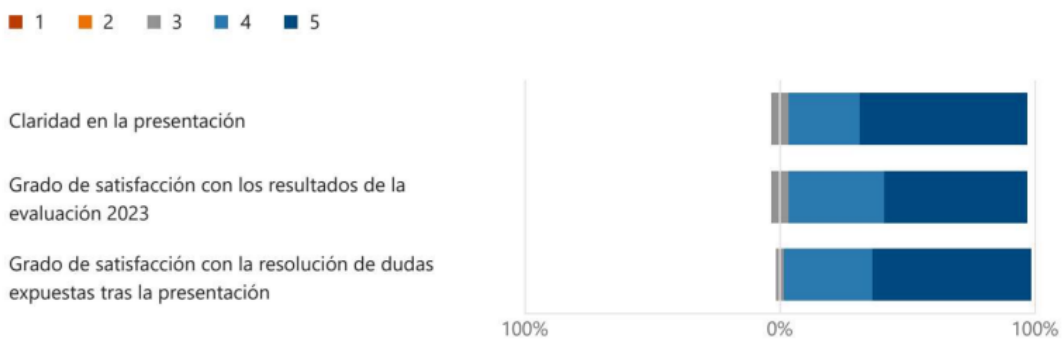 1 2 3 4 5
Claridad en la presentación
Grado de satisfacción con los resultados de la
evaluación 2023
Grado de satisfacción con la resolución de dudas
expuestas tras la presentación
100% 0% 100%